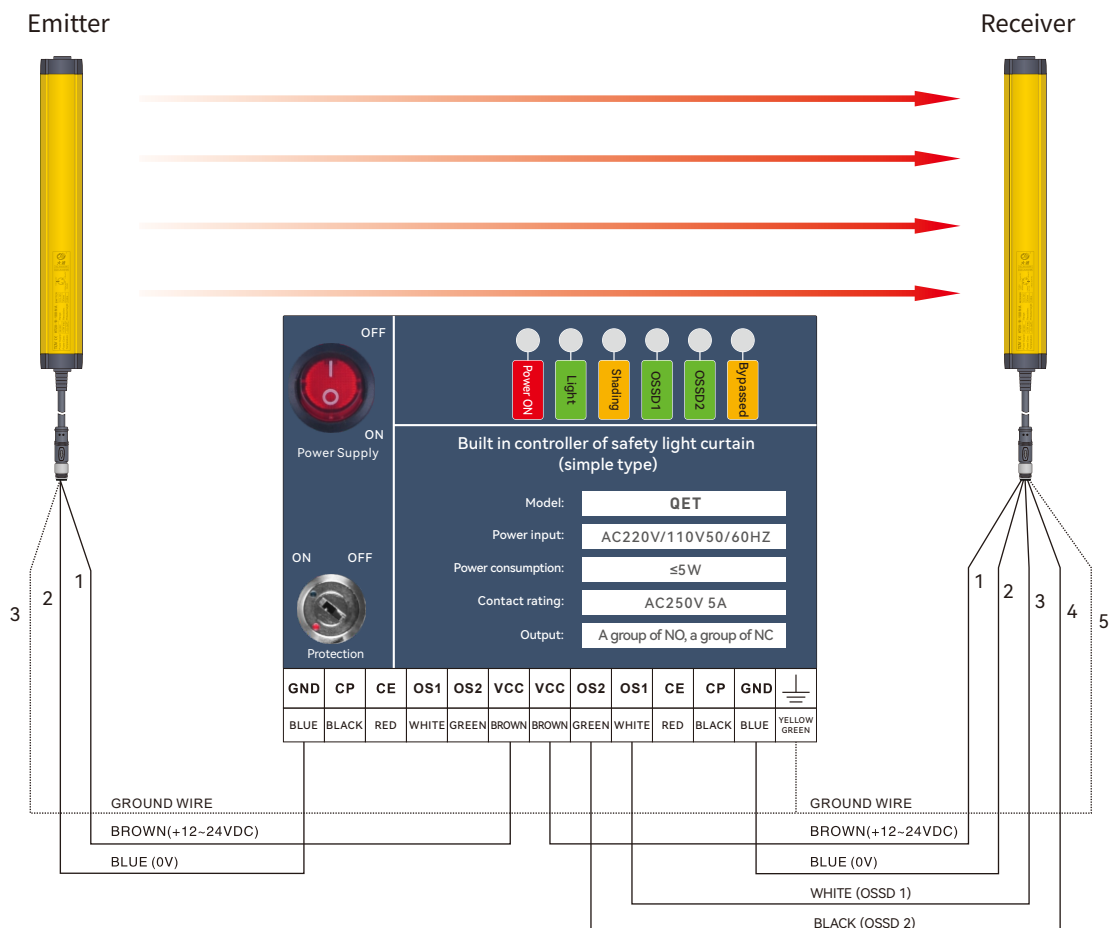 Emitter
Receiver
OFF
ON
Power Supply
Power ON
Light
Shading
OSSD1
OSSD2
Bypassed
Built in controller of safety light curtain
(simple type)
Model: QET
Power input: AC220V/110V50/60HZ
Power consumption: ≤5W
Contact rating: AC250V 5A
Output: A group of NO, a group of NC
ON OFF
Protection
GND CP CE OS1 OS2 VCC VCC OS2 OS1 CE CP GND
BLUE BLACK RED WHITE GREEN BROWN BROWN GREEN WHITE RED BLACK BLUE YELLOW
GREEN
3 2 1
1 2 3 4 5
GROUND WIRE
BROWN(+12~24VDC)
BLUE (0V)
GROUND WIRE
BROWN(+12~24VDC)
BLUE (0V)
WHITE (OSSD 1)
BLACK (OSSD 2)